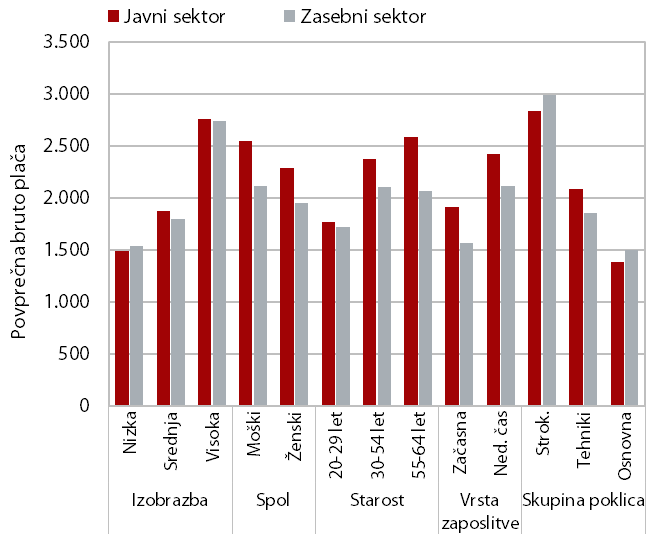 Javni sektor
Zasebni sektor
3.500
3.000
2.500
2.000
1.500
1.000
500
0
Povprečna bruto plača
Nizka
Srednja
Visoka
Moški
Ženski
20-29 let
30-54 let
55-64 let
Začasna
Ned. čas
Strok.
Tehniki
Osnovna
Izobrazba
Spol
Starost
Vrsta
zaposlitve
Skupina poklica